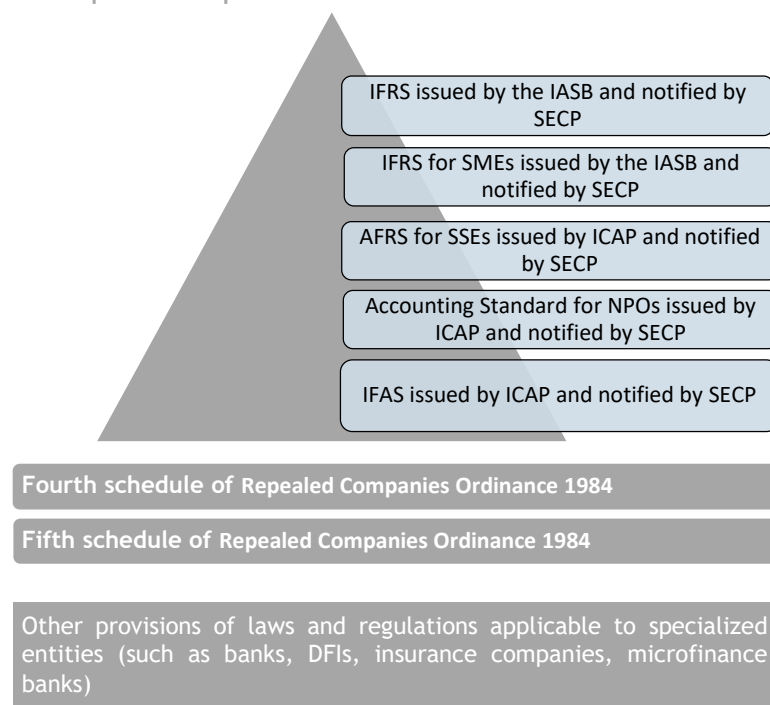 IFRS issued by the IASB and notified by
SECP
IFRS for SMEs issued by the IASB and
notified by SECP
AFRS for SSEs issued by ICAP and notified
by SECP
Accounting Standard for NPOs issued by
ICAP and notified by SECP
IFAS issued by ICAP and notified by SECP
Fourth schedule of Repealed Companies Ordinance 1984
Fifth schedule of Repealed Companies Ordinance 1984
Other provisions of laws and regulations applicable to specialized
entities (such as banks, DFIs, insurance companies, microfinance
banks)